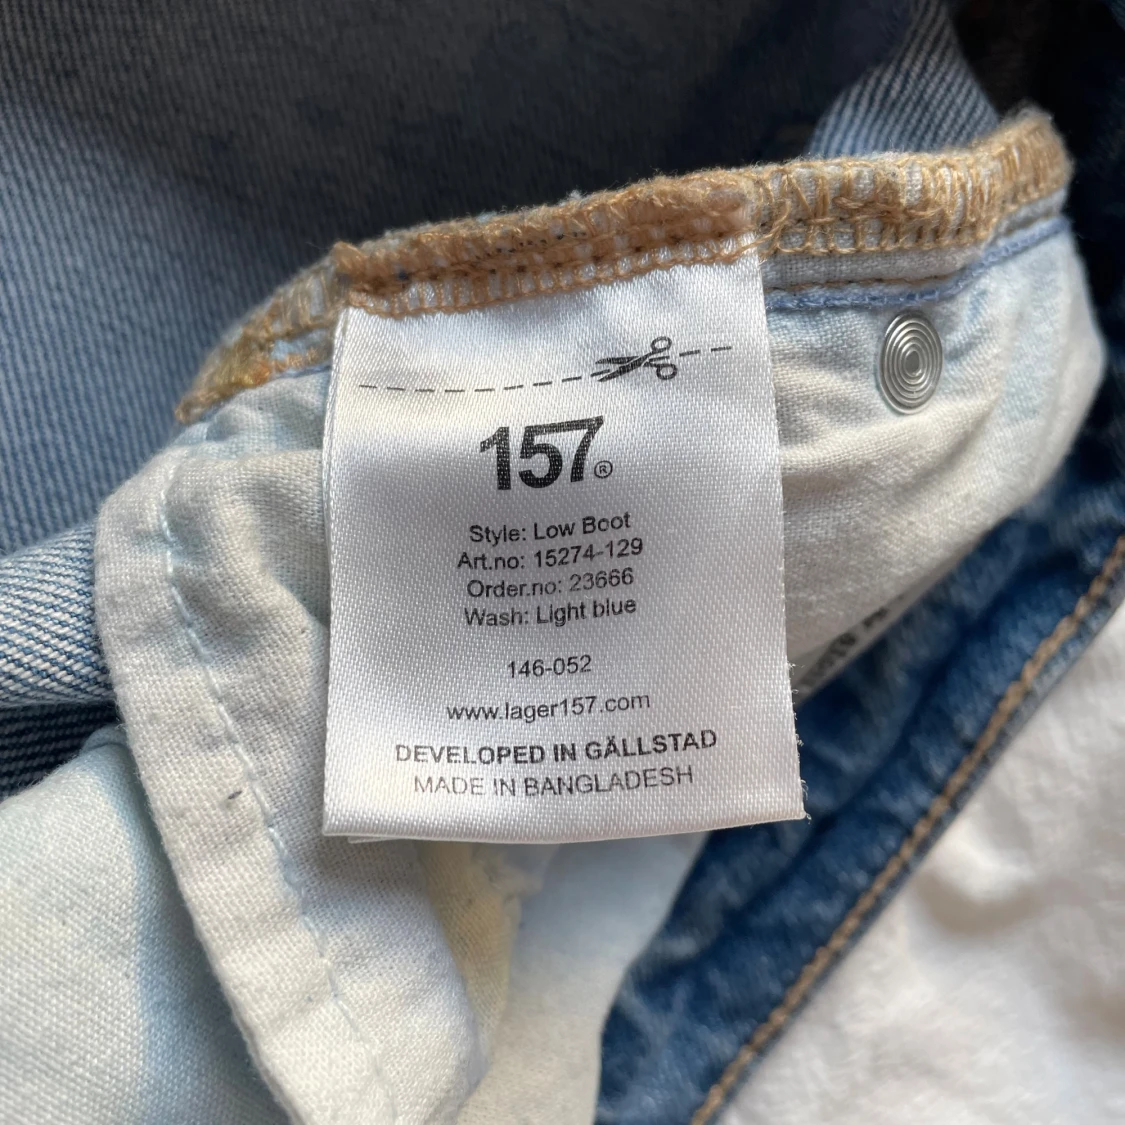 157®
Style: Low Boot
Art.no: 15274-129
Order.no: 23666
Wash: Light blue
146-052
www.lager157.com
DEVELOPED IN GÄLLSTAD
MADE IN BANGLADESH